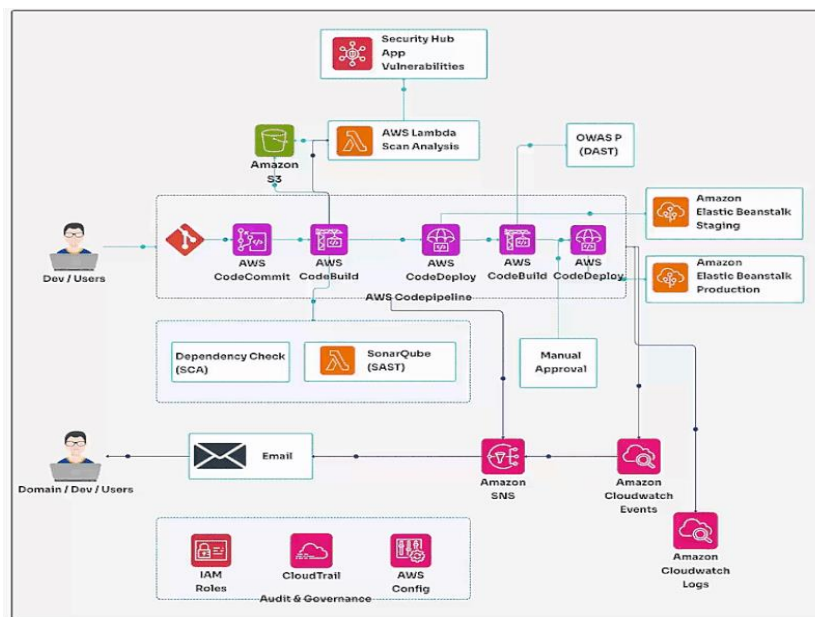 Security Hub
App
Vulnerabilities
AWS Lambda
Scan Analysis
OWAS P
(DAST)
Amazon
S3
Amazon
Elastic Beanstalk
Staging
Dev / Users
AWS
CodeCommit
AWS
CodeBuild
AWS
CodeDeploy
AWS
CodeBuild
AWS
CodeDeploy
Amazon
Elastic Beanstalk
Production
AWS Codepipeline
Dependency Check
(SCA)
SonarQube
(SAST)
Manual
Approval
Domain / Dev / Users
Email
Amazon
SNS
Amazon
Cloudwatch
Events
Amazon
Cloudwatch
Logs
IAM
Roles
CloudTrail
AWS
Config
Audit & Governance